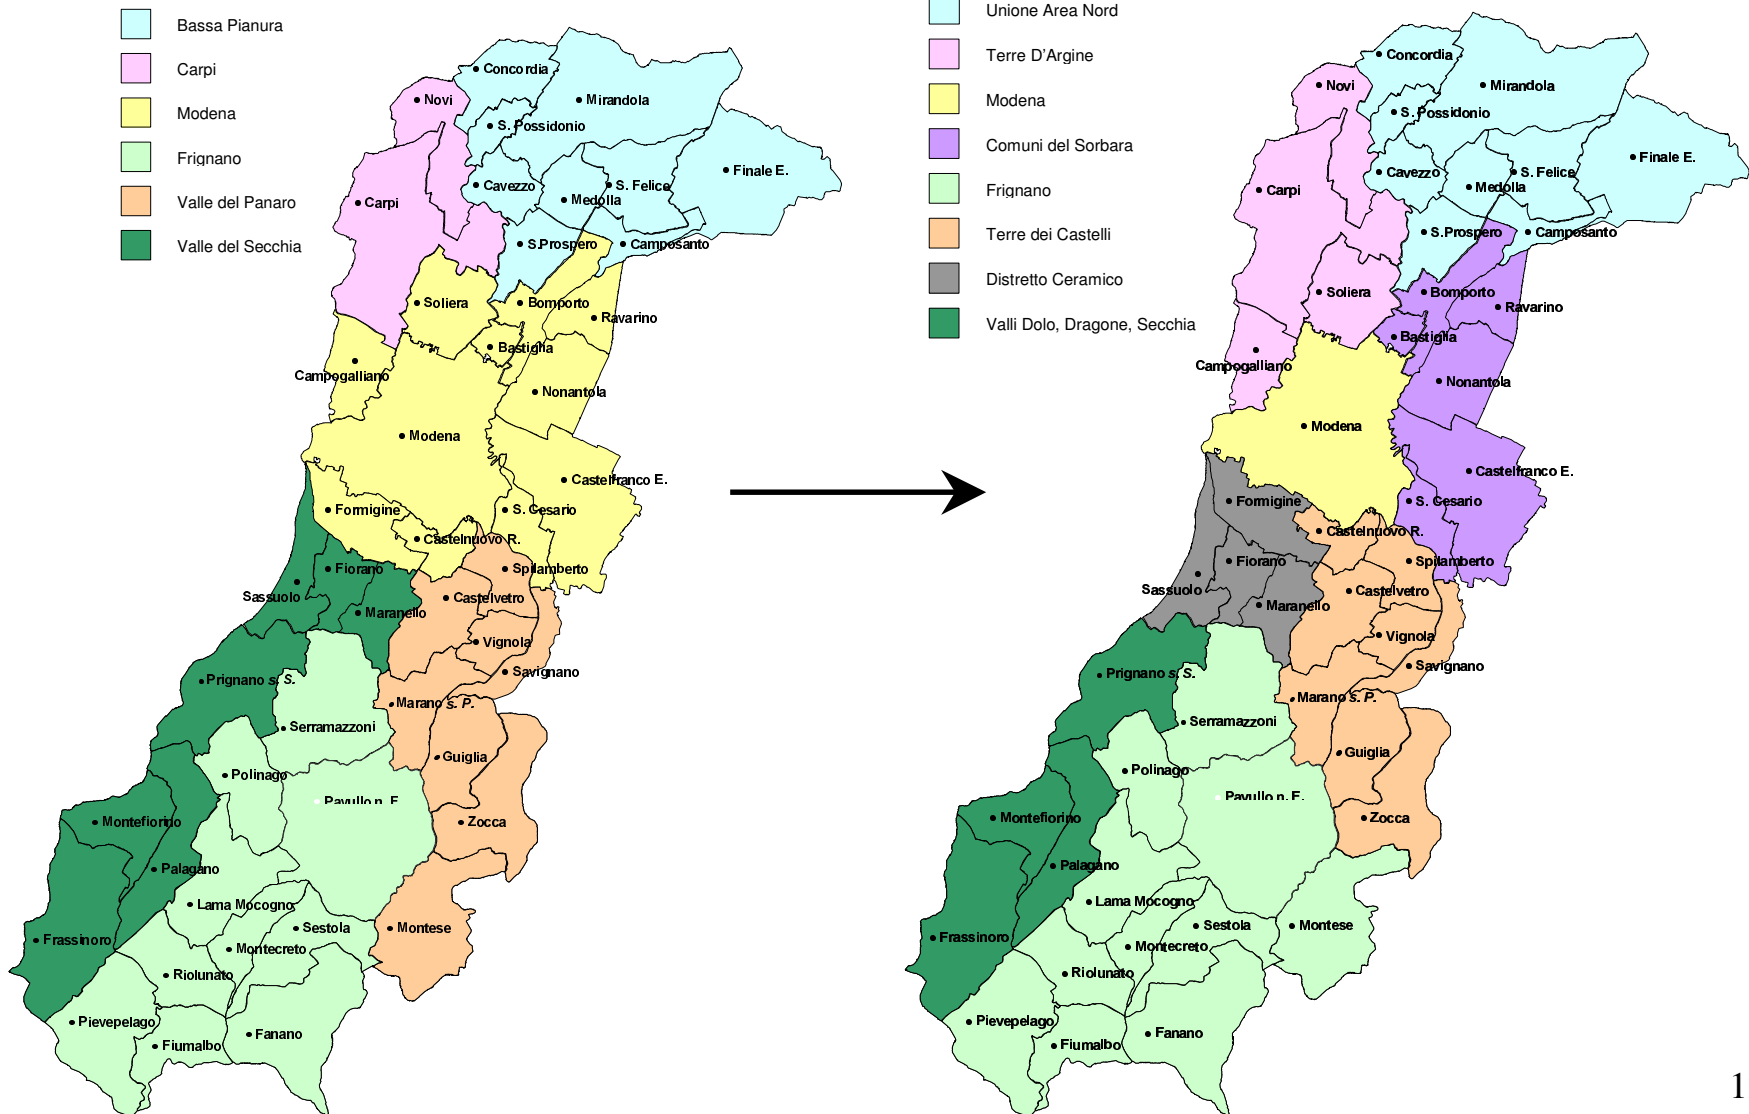 Bassa Pianura
Carpi
Modena
Frignano
Valle del Panaro
Valle del Secchia
Concordia
Novi
Mirandola
S. Possidonio
Finale E.
Cavezzo
S. Felice
Medolla
Carpi
S.Prospero
Camposanto
Soliera
Bomporto
Ravarino
Bastiglia
Campogalliano
Nonantola
Modena
Castelfranco E.
Formigine
S. Cesario
Castelnuovo R.
Fiorano
Spilamberto
Sassuolo
Castelvetro
Maranello
Vignola
Savignano
Prignano s. S.
Marano s. P.
Serramazzoni
Guiglia
Polinago
Pavullo n. F.
Montefiorino
Zocca
Palagano
Lama Mocogno
Sestola
Montese
Frassinoro
Montecreto
Riolunato
Pievepelago
Fanano
Fiumalbo
Unione Area Nord
Terre D'Argine
Modena
Comuni del Sorbara
Frignano
Terre dei Castelli
Distretto Ceramico
Valli Dolo, Dragone, Secchia
Concordia
Novi
Mirandola
S. Possidonio
Finale E.
Cavezzo
S. Felice
Medolla
Carpi
S.Prospero
Camposanto
Soliera
Bomporto
Ravarino
Bastiglia
Campogalliano
Nonantola
Modena
Castelfranco E.
Formigine
S. Cesario
Castelnuovo R.
Fiorano
Spilamberto
Sassuolo
Castelvetro
Maranello
Vignola
Savignano
Prignano s. S.
Marano s. P.
Serramazzoni
Guiglia
Polinago
Pavullo n. F.
Montefiorino
Zocca
Palagano
Lama Mocogno
Sestola
Montese
Frassinoro
Montecreto
Riolunato
Pievepelago
Fanano
Fiumalbo
1